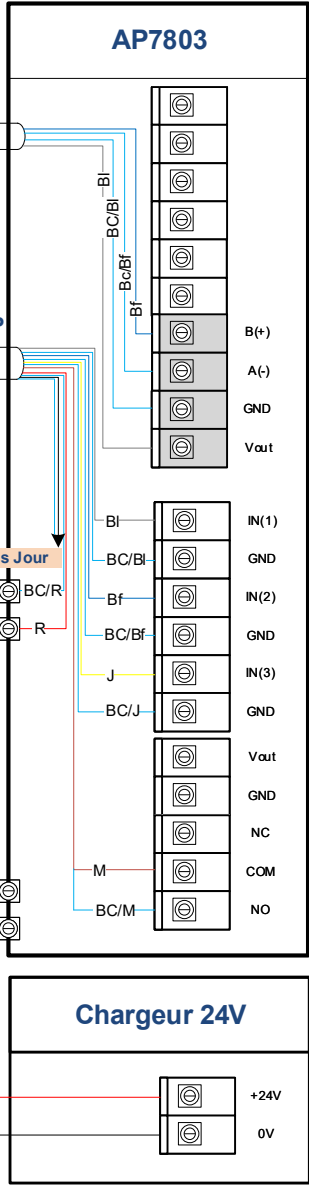 AP7803
Bl
BC/Bl
Bc/Bf
Bf
B(+)
A(-)
GND
Vout
s Jour
BC/R
R
Bl
IN(1)
BC/Bl
GND
Bf
IN(2)
BC/Bf
GND
J
IN(3)
BC/J
GND
Vout
GND
NC
M
COM
BC/M
NO
Chargeur 24V
+24V
0V